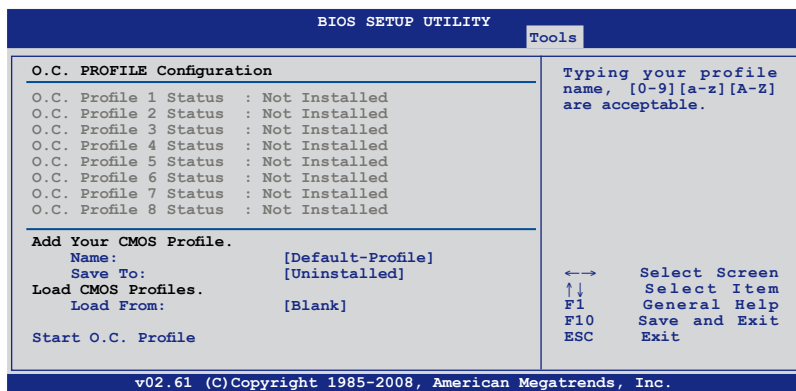 BIOS SETUP UTILITY
Tools
O.C. PROFILE Configuration
O.C. Profile 1 Status : Not Installed
O.C. Profile 2 Status : Not Installed
O.C. Profile 3 Status : Not Installed
O.C. Profile 4 Status : Not Installed
O.C. Profile 5 Status : Not Installed
O.C. Profile 6 Status : Not Installed
O.C. Profile 7 Status : Not Installed
O.C. Profile 8 Status : Not Installed
Add Your CMOS Profile.
Name: [Default-Profile]
Save To: [Uninstalled]
Load CMOS Profiles.
Load From: [Blank]
Start O.C. Profile
Typing your profile
name, [0-9][a-z][A-Z]
are acceptable.
←→ Select Screen
↑↓ Select Item
F1 General Help
F10 Save and Exit
ESC Exit
v02.61 (C)Copyright 1985-2008, American Megatrends, Inc.